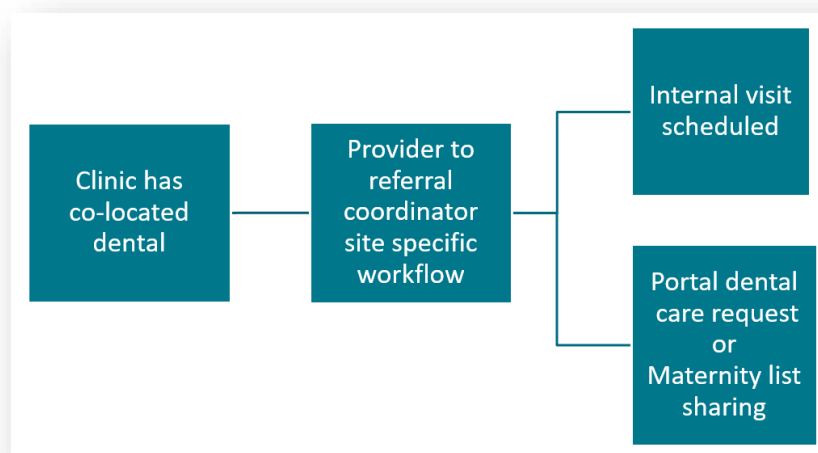 Clinic has
co-located
dental
Provider to
referral
coordinator
site specific
workflow
Internal visit
scheduled
Portal dental
care request
or
Maternity list
sharing